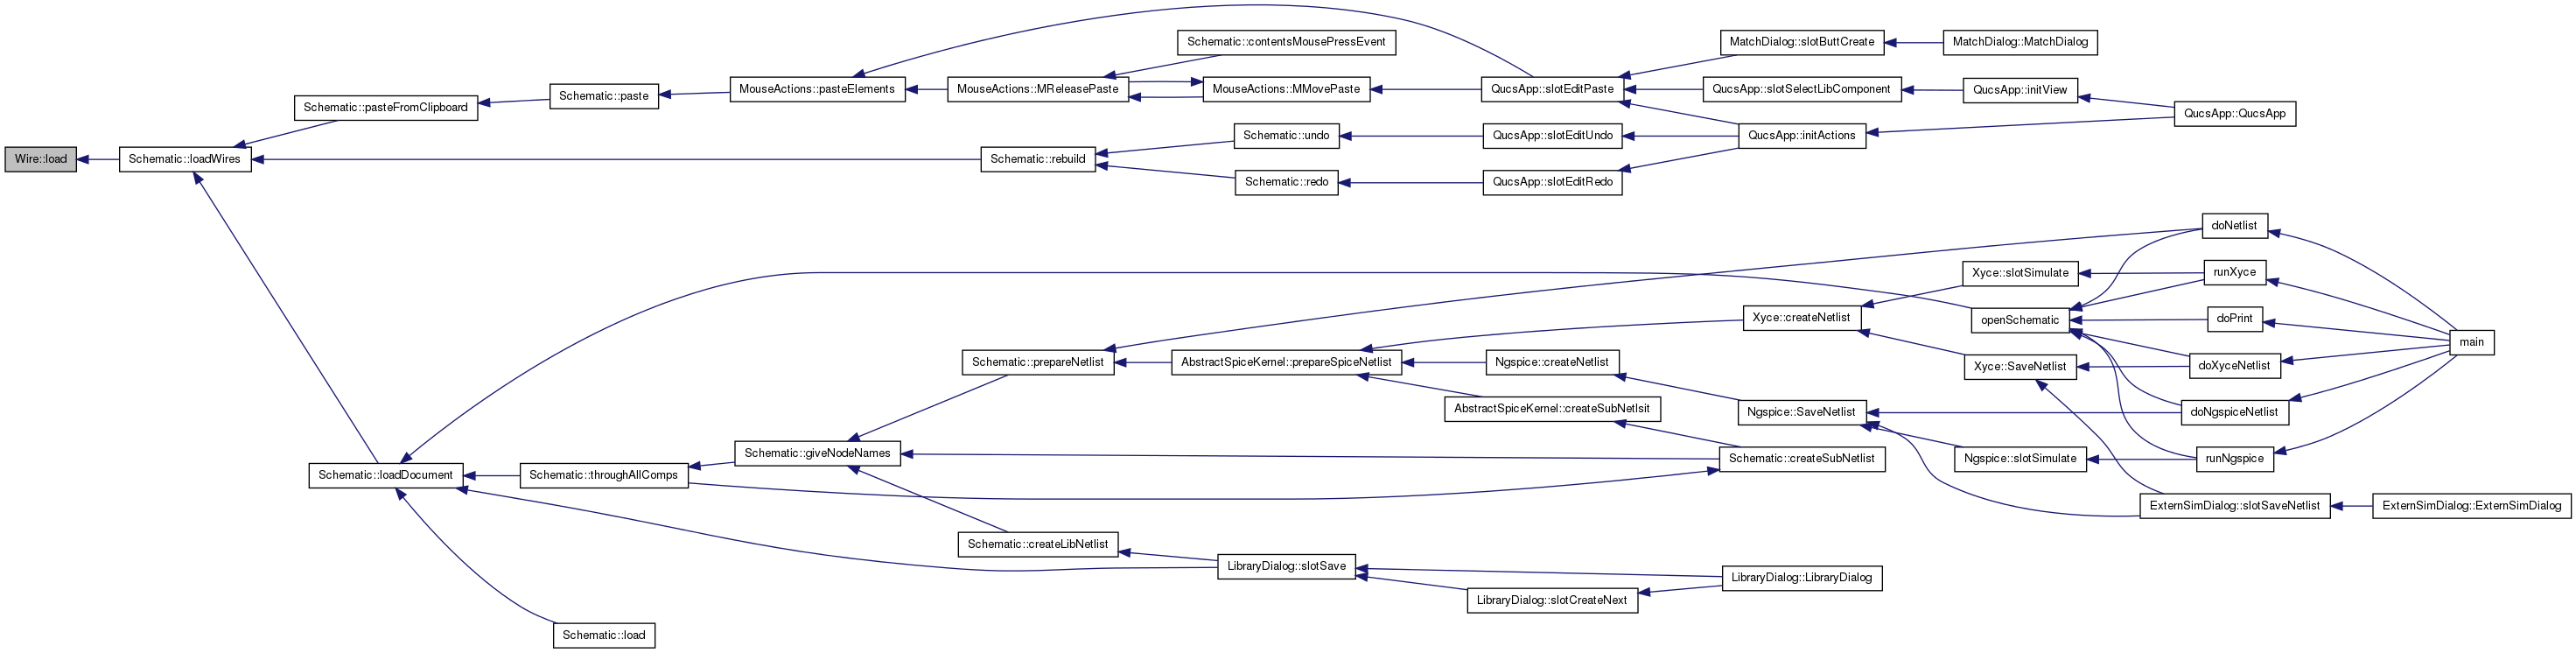 Wire::load
Schematic::loadWires
Schematic::pasteFromClipboard
Schematic::paste
MouseActions::pasteElements
MouseActions::MReleasePaste
Schematic::contentsMousePressEvent
MouseActions::MMovePaste
QucsApp::slotEditPaste
MatchDialog::slotButtCreate
MatchDialog::MatchDialog
QucsApp::slotSelectLibComponent
QucsApp::initView
QucsApp::QucsApp
QucsApp::initActions
Schematic::rebuild
Schematic::undo
QucsApp::slotEditUndo
Schematic::redo
QucsApp::slotEditRedo
Schematic::loadDocument
openSchematic
doNetlist
runXyce
doPrint
doXyceNetlist
doNgspiceNetlist
runNgspice
main
Schematic::throughAllComps
Schematic::giveNodeNames
Schematic::prepareNetlist
AbstractSpiceKernel::prepareSpiceNetlist
Xyce::createNetlist
Xyce::slotSimulate
Xyce::SaveNetlist
Ngspice::createNetlist
AbstractSpiceKernel::createSubNetlsit
Ngspice::SaveNetlist
Ngspice::slotSimulate
Schematic::createSubNetlist
ExternSimDialog::slotSaveNetlist
ExternSimDialog::ExternSimDialog
Schematic::createLibNetlist
LibraryDialog::slotSave
LibraryDialog::LibraryDialog
LibraryDialog::slotCreateNext
Schematic::load